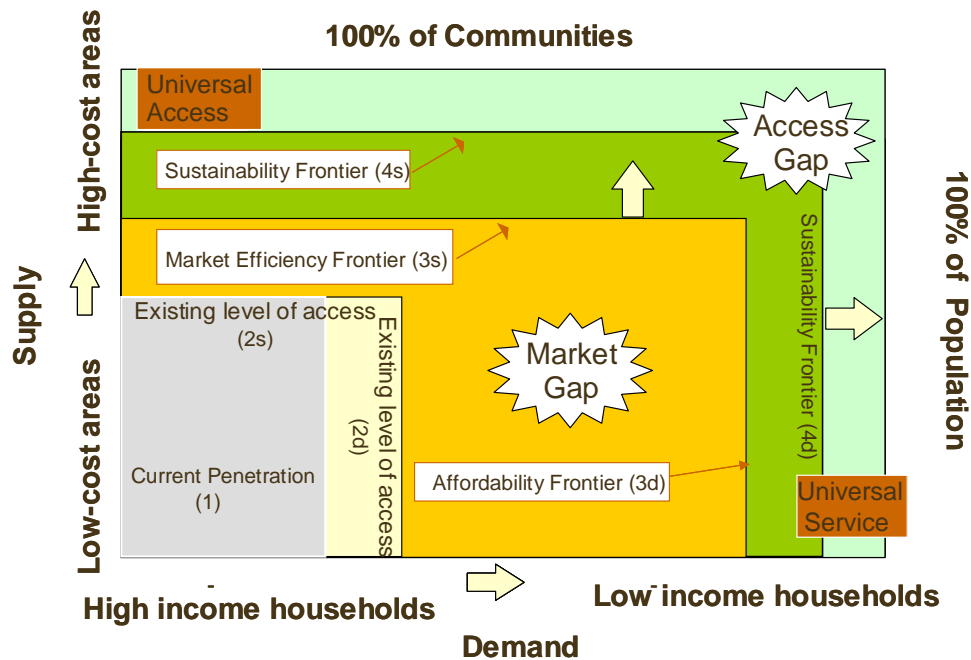 100% of Communities
High-cost areas
Universal
Access
Access
Gap
Sustainability Frontier (4s)
Market Efficiency Frontier (3s)
Sustainability Frontier (4d)
100% of Population
Supply
Existing level of access
(2s)
Existing level of access
(2d)
Market
Gap
Low-cost areas
Current Penetration
(1)
Affordability Frontier (3d)
Universal
Service
High income households
Low income households
Demand